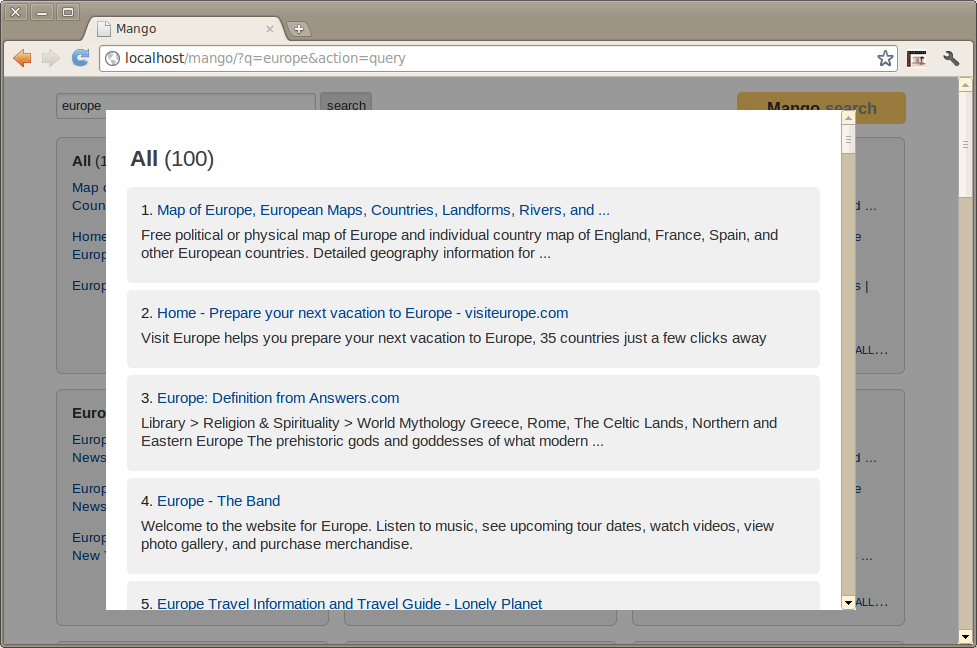 Mango
localhost/mango/?q=europe&action=query
europe
search
Mango search
All (1
Map o
Coun
Home
Europ
Europ
All (100)
1. Map of Europe, European Maps, Countries, Landforms, Rivers, and ...
Free political or physical map of Europe and individual country map of England, France, Spain, and
other European countries. Detailed geography information for ...
2. Home - Prepare your next vacation to Europe - visiteurope.com
Visit Europe helps you prepare your next vacation to Europe, 35 countries just a few clicks away
3. Europe: Definition from Answers.com
Library > Religion & Spirituality > World Mythology Greece, Rome, The Celtic Lands, Northern and
Eastern Europe The prehistoric gods and goddesses of what modern ...
4. Europe - The Band
Welcome to the website for Europe. Listen to music, see upcoming tour dates, watch videos, view
photo gallery, and purchase merchandise.
5. Europe Travel Information and Travel Guide - Lonely Planet
d ...
e
s |
ALL...
Euro
Europ
News
Europ
News
Europ
New
d ...
e
...
ALL...